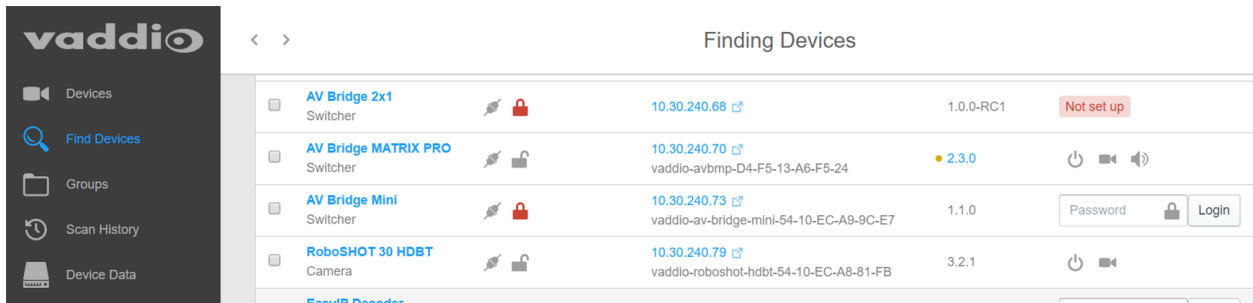 vaddio
Finding Devices
Devices
Find Devices
Groups
Scan History
Device Data
AV Bridge 2x1
Switcher
10.30.240.68
1.0.0-RC1
Not set up
AV Bridge MATRIX PRO
Switcher
10.30.240.70
vaddio-avbmp-D4-F5-13-A6-F5-24
2.3.0
AV Bridge Mini
Switcher
10.30.240.73
vaddio-av-bridge-mini-54-10-EC-A9-9C-E7
1.1.0
Password
Login
RoboSHOT 30 HDBT
Camera
10.30.240.79
vaddio-roboshot-hdbt-54-10-EC-A8-81-FB
3.2.1
EasyIP Decoder